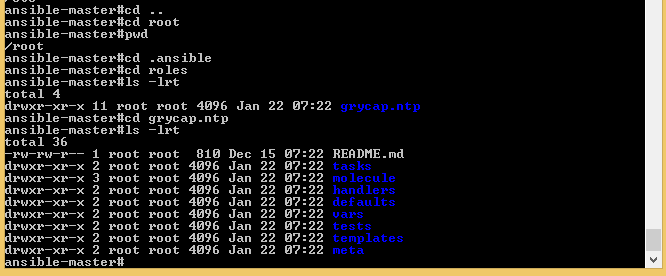 ansible-master#cd ..
ansible-master#cd root
ansible-master#pwd
/root
ansible-master#cd .ansible
ansible-master#cd roles
ansible-master#ls -lrt
total 4
drwxr-xr-x 11 root root 4096 Jan 22 07:22 grycap.ntp
ansible-master#cd grycap.ntp
ansible-master#ls -lrt
total 36
-rw-rw-r-- 1 root root 810 Dec 15 07:22 README.md
drwxr-xr-x 2 root root 4096 Jan 22 07:22 tasks
drwxr-xr-x 3 root root 4096 Jan 22 07:22 molecule
drwxr-xr-x 2 root root 4096 Jan 22 07:22 handlers
drwxr-xr-x 2 root root 4096 Jan 22 07:22 defaults
drwxr-xr-x 2 root root 4096 Jan 22 07:22 vars
drwxr-xr-x 2 root root 4096 Jan 22 07:22 tests
drwxr-xr-x 2 root root 4096 Jan 22 07:22 templates
drwxr-xr-x 2 root root 4096 Jan 22 07:22 meta
ansible-master#